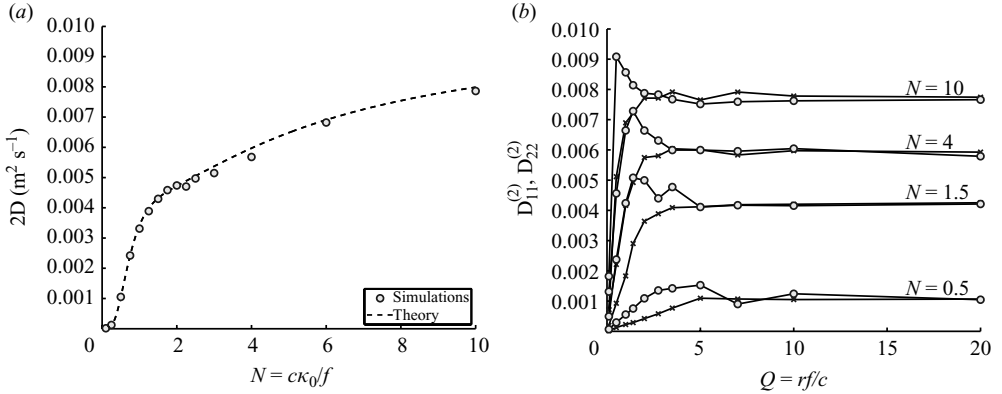 (a)
0.010
0.009
0.008
0.007
0.006
0.005
0.004
0.003
0.002
0.001
2D (m² s⁻¹)
0 2 4 6 8 10
N = cκ₀/f
Simulations
Theory
(b)
0.010
0.009
0.008
0.007
0.006
0.005
0.004
0.003
0.002
0.001
D₁₁⁽²⁾, D₂₂⁽²⁾
N = 10
N = 4
N = 1.5
N = 0.5
0 5 10 15 20
Q = rf/c